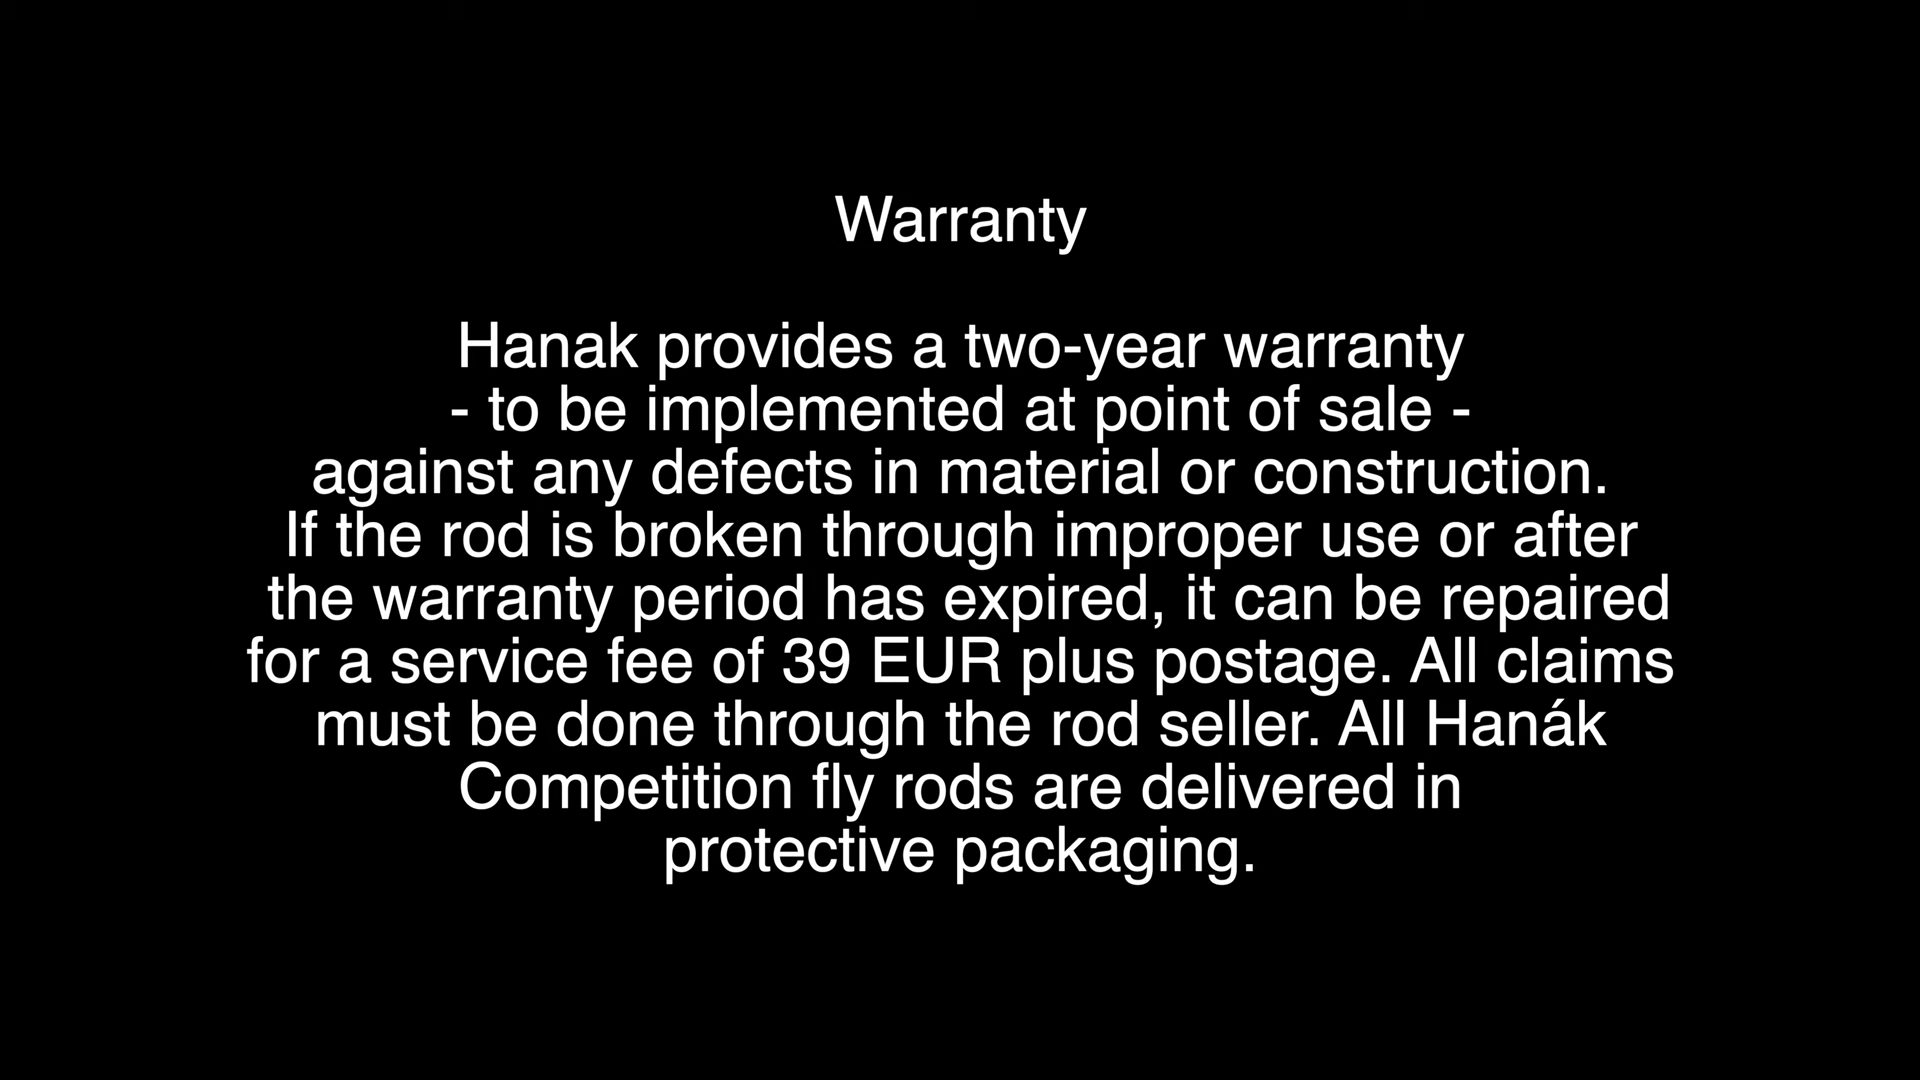 Warranty
Hanak provides a two-year warranty
- to be implemented at point of sale -
against any defects in material or construction.
If the rod is broken through improper use or after
the warranty period has expired, it can be repaired
for a service fee of 39 EUR plus postage. All claims
must be done through the rod seller. All Hanák
Competition fly rods are delivered in
protective packaging.